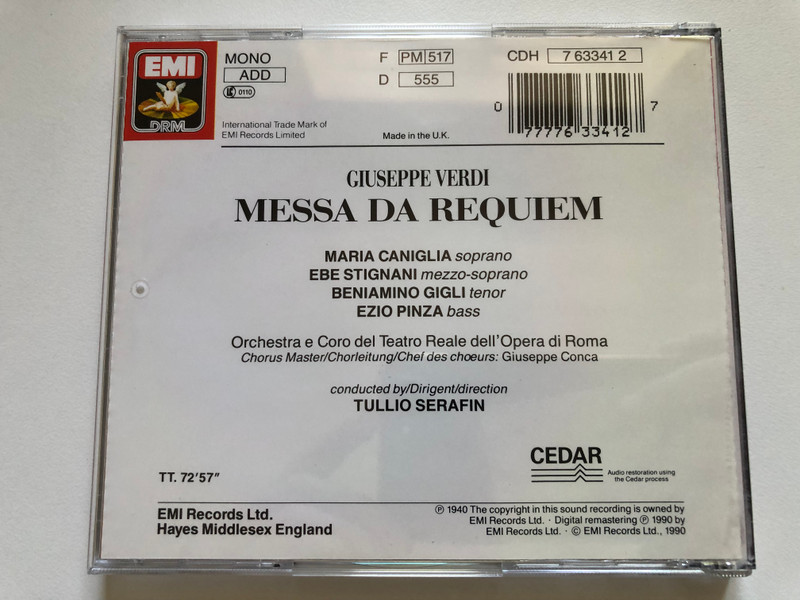 EMI
DRM
MONO
ADD
LC 0110
International Trade Mark of
EMI Records Limited
F PM 517
D 555
Made in the U.K.
CDH 7 63341 2
0 77776 33412 7
GIUSEPPE VERDI
MESSA DA REQUIEM
MARIA CANIGLIA soprano
EBE STIGNANI mezzo-soprano
BENIAMINO GIGLI tenor
EZIO PINZA bass
Orchestra e Coro del Teatro Reale dell'Opera di Roma
Chorus Master/Chorleitung/Chef des chœurs: Giuseppe Conca
conducted by/Dirigent/direction
TULLIO SERAFIN
CEDAR
Audio restoration using
the Cedar process
TT. 72'57"
EMI Records Ltd.
Hayes Middlesex England
℗ 1940 The copyright in this sound recording is owned by
EMI Records Ltd. · Digital remastering ℗ 1990 by
EMI Records Ltd. · © EMI Records Ltd., 1990